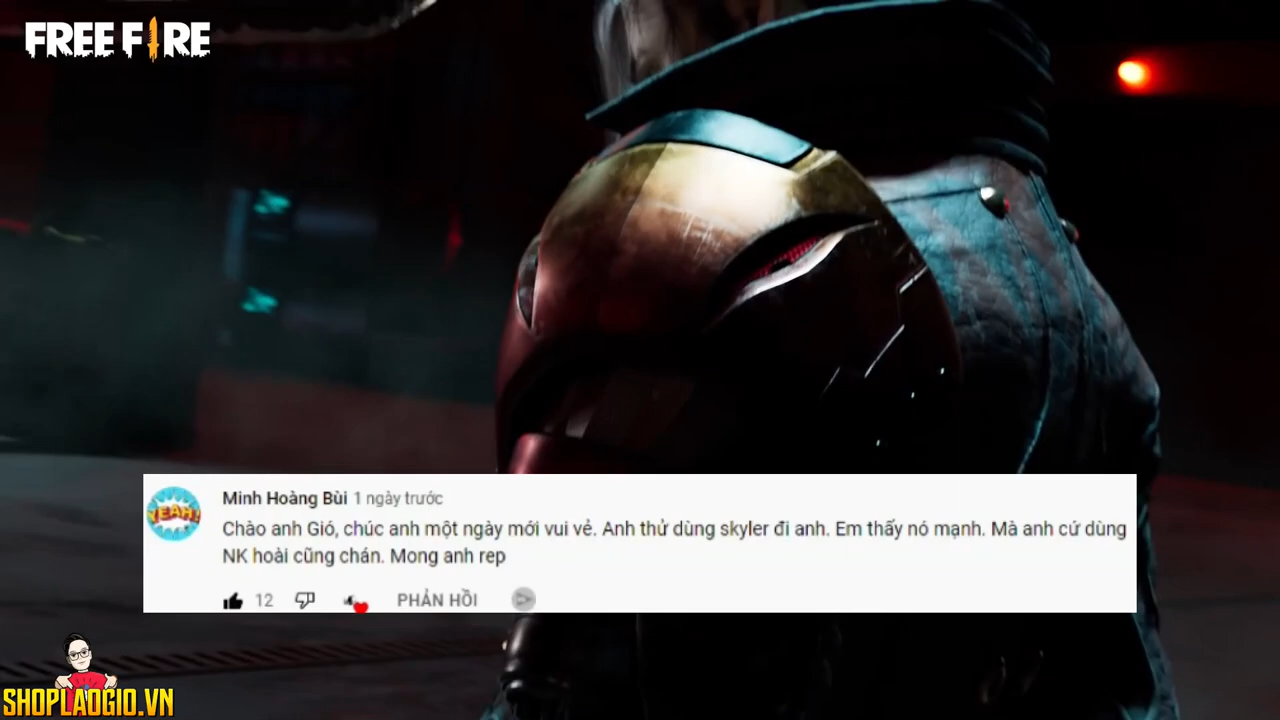 FREE FIRE
YEAH!
Minh Hoàng Bùi 1 ngày trước
Chào anh Gió, chúc anh một ngày mới vui vẻ. Anh thử dùng skyler đi anh. Em thấy nó mạnh. Mà anh cứ dùng
NK hoài cũng chán. Mong anh rep
12 PHẢN HỒI
SHOPLAOGIO.VN